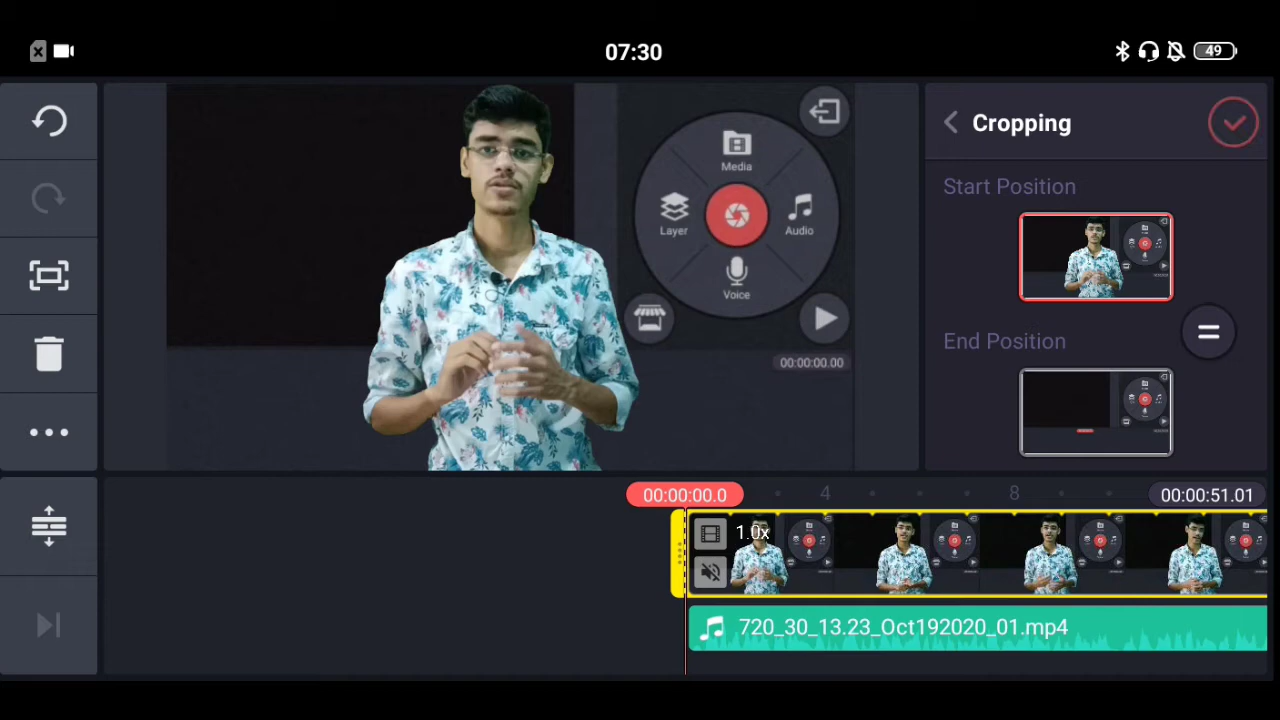 07:30
49
Cropping
Media
Layer
Audio
Voice
00:00:00.00
Start Position
End Position
00:00:00.0
4
8
00:00:51.01
1.0x
720_30_13.23_Oct192020_01.mp4